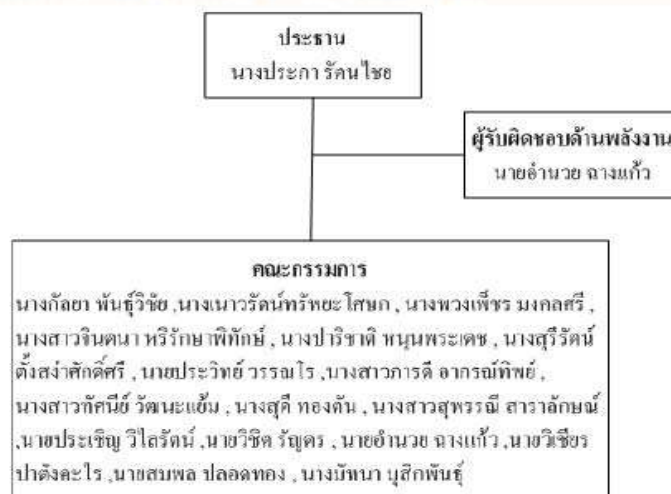 ประธาน
นางประภา รัตนไชย
ผู้รับผิดชอบด้านพลังงาน
นายอำนวย ฉางแก้ว
คณะกรรมการ
นางกัลยา พันธุ์วิชัย ,นางเนาวรัตน์ทรัพยะโสษก , นางพวงเพ็ชร มงคลศรี ,
นางสาวจินตนา หริรักษาพิทักษ์ , นางปาริชาติ หนุนพระเดช , นางสุรีรัตน์
ตั้งสง่าศักดิ์ศรี , นายประวิทย์ วรรณโร ,นางสาวภารดี อาภรณ์ทิพย์ ,
นางสาวทัศนีย์ วัฒนะแย้ม , นางสุดี ทองดัน , นางสาวสุพรรณี สาราลักษณ์
,นายประเชิญ วิไลรัตน์ ,นายวิชิต รัญดร , นายอำนวย ฉางแก้ว ,นายวิเชียร
ปาตังคะโร ,นายสมพล ปลอดทอง , นางบัทนา บุสิกพันธุ์